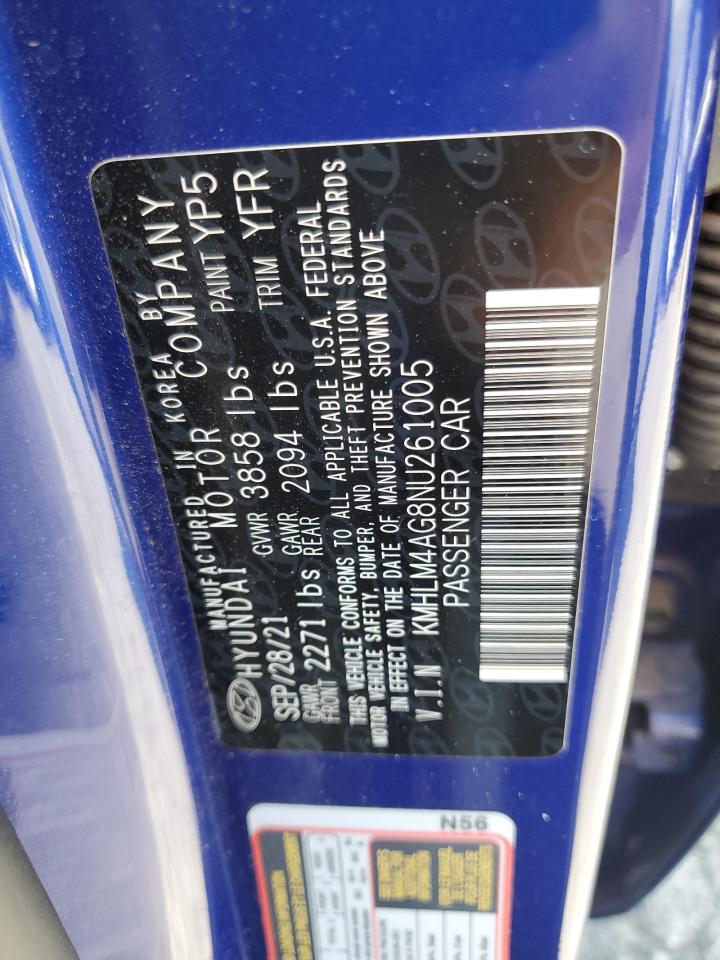 MANUFACTURED IN KOREA BY
HYUNDAI MOTOR COMPANY
SEP/28/21 GVWR 3858 lbs PAINT YP5
GAWR FRONT 2271 lbs GAWR REAR 2094 lbs TRIM YFR
THIS VEHICLE CONFORMS TO ALL APPLICABLE U.S.A. FEDERAL
MOTOR VEHICLE SAFETY, BUMPER, AND THEFT PREVENTION STANDARDS
IN EFFECT ON THE DATE OF MANUFACTURE SHOWN ABOVE
V.I.N KMHLM4AG8NU261005
PASSENGER CAR
N56